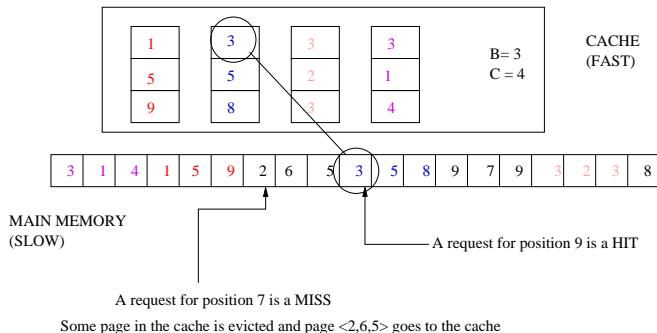 1 3 3 3
5 5 2 1
9 8 3 4
B= 3
C = 4
CACHE
(FAST)
3 1 4 1 5 9 2 6 5 3 5 8 9 7 9 3 2 3 8
MAIN MEMORY
(SLOW)
A request for position 9 is a HIT
A request for position 7 is a MISS
Some page in the cache is evicted and page <2,6,5> goes to the cache